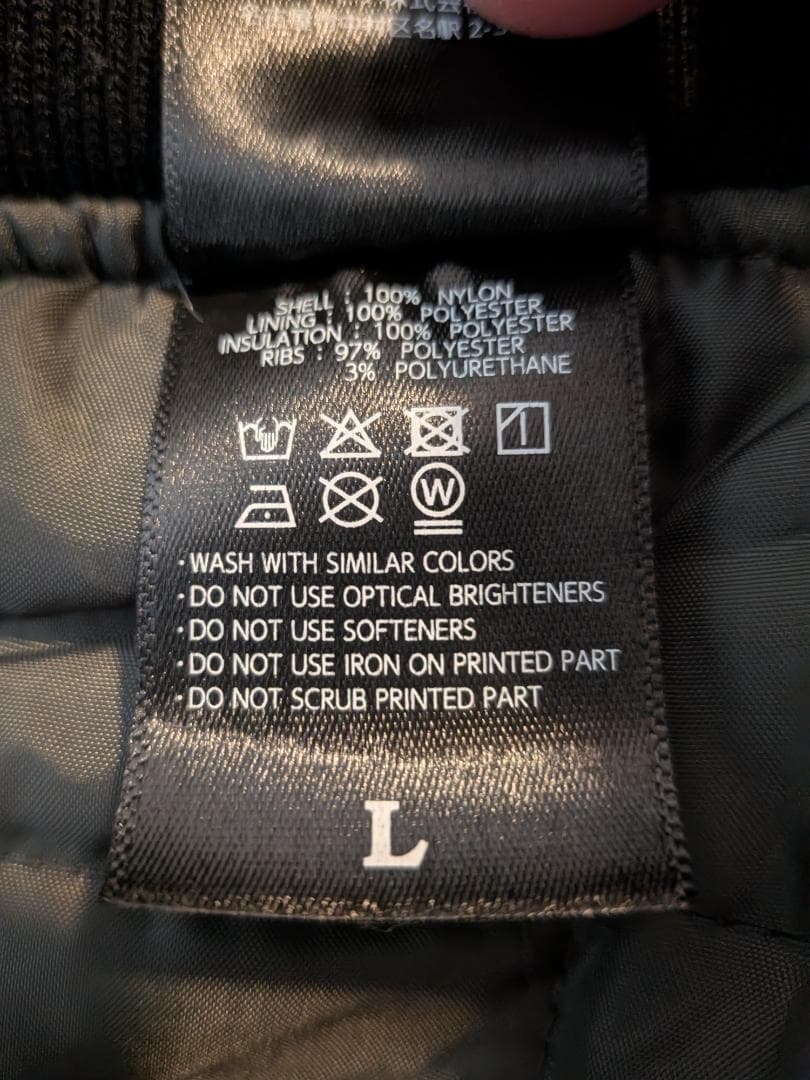 SHELL : 100% NYLON
LINING : 100% POLYESTER
INSULATION : 100% POLYESTER
RIBS : 97% POLYESTER
3% POLYURETHANE
W
·WASH WITH SIMILAR COLORS
·DO NOT USE OPTICAL BRIGHTENERS
·DO NOT USE SOFTENERS
·DO NOT USE IRON ON PRINTED PART
·DO NOT SCRUB PRINTED PART
L